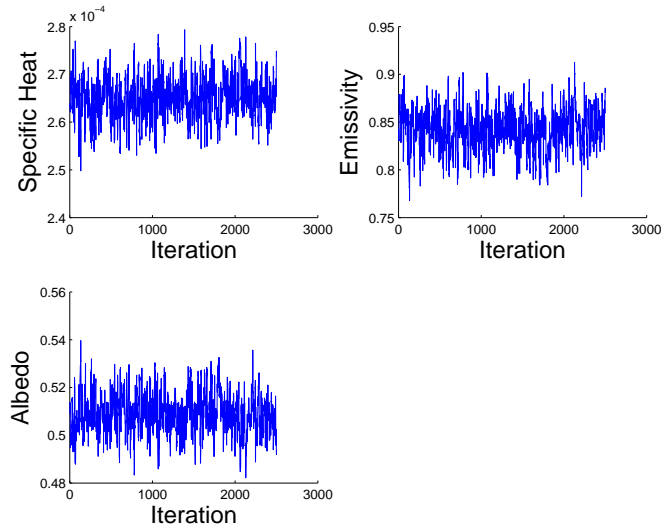 x 10^-4
2.8
2.7
2.6
2.5
2.4
Specific Heat
0 1000 2000 3000
Iteration
0.95
0.9
0.85
0.8
0.75
Emissivity
0 1000 2000 3000
Iteration
0.56
0.54
0.52
0.5
0.48
Albedo
0 1000 2000 3000
Iteration